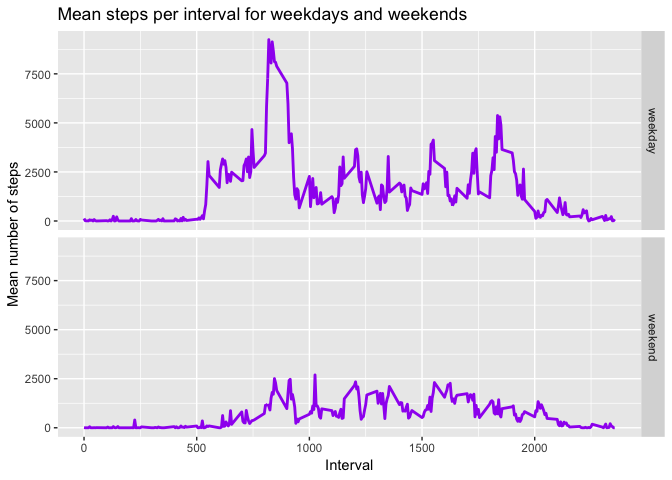 Mean steps per interval for weekdays and weekends
Mean number of steps
7500
5000
2500
0
weekday
7500
5000
2500
0
weekend
0
500
1000
1500
2000
Interval